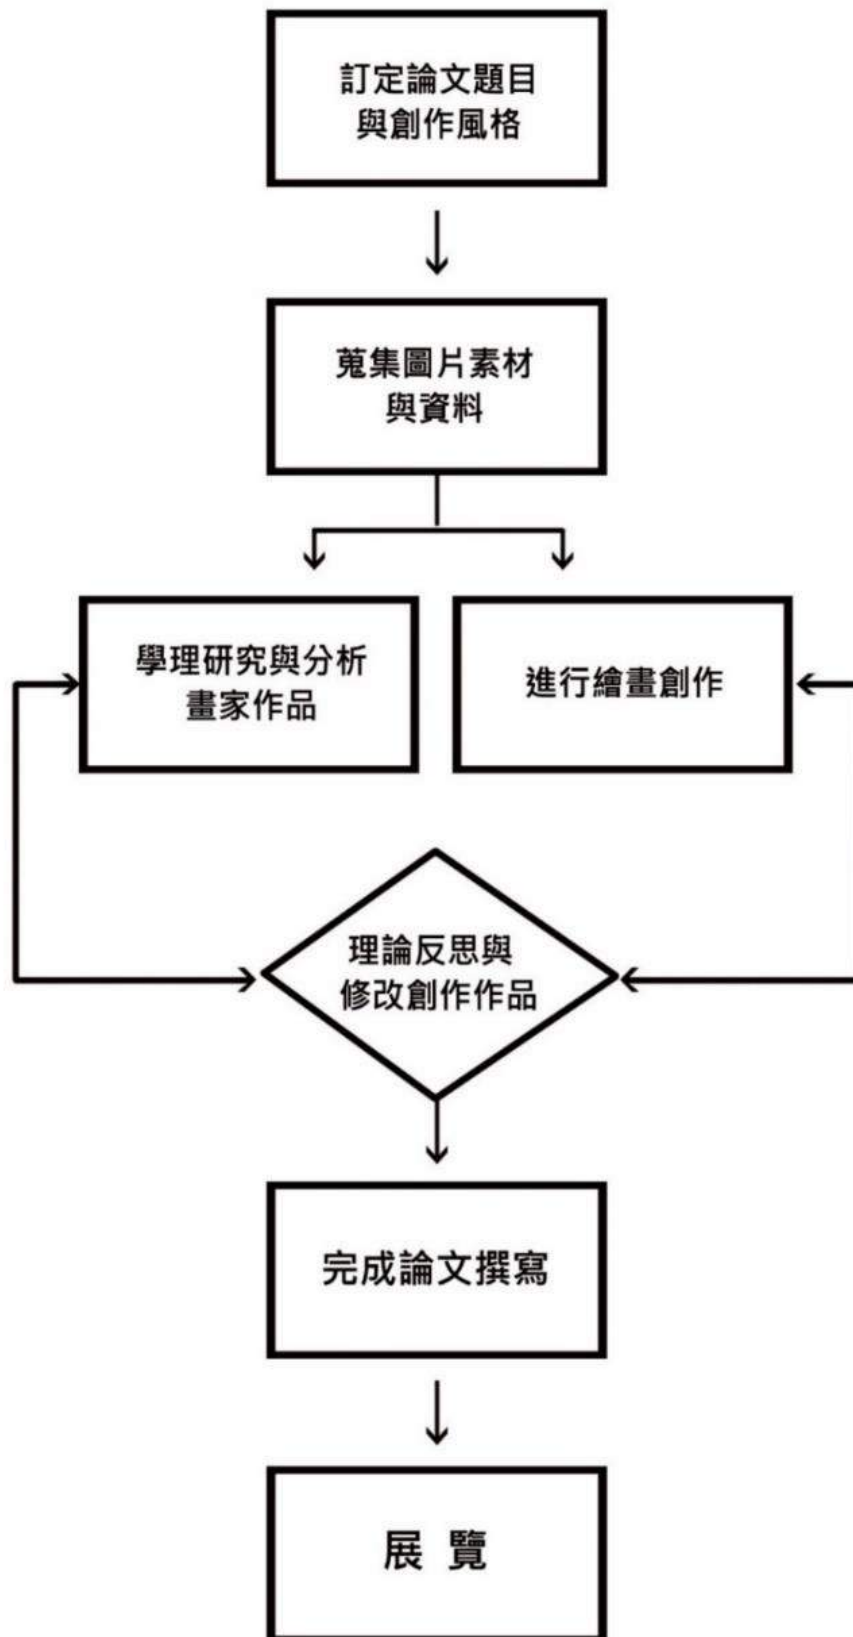 訂定論文題目
與創作風格
蒐集圖片素材
與資料
學理研究與分析
畫家作品
進行繪畫創作
理論反思與
修改創作作品
完成論文撰寫
展 覽